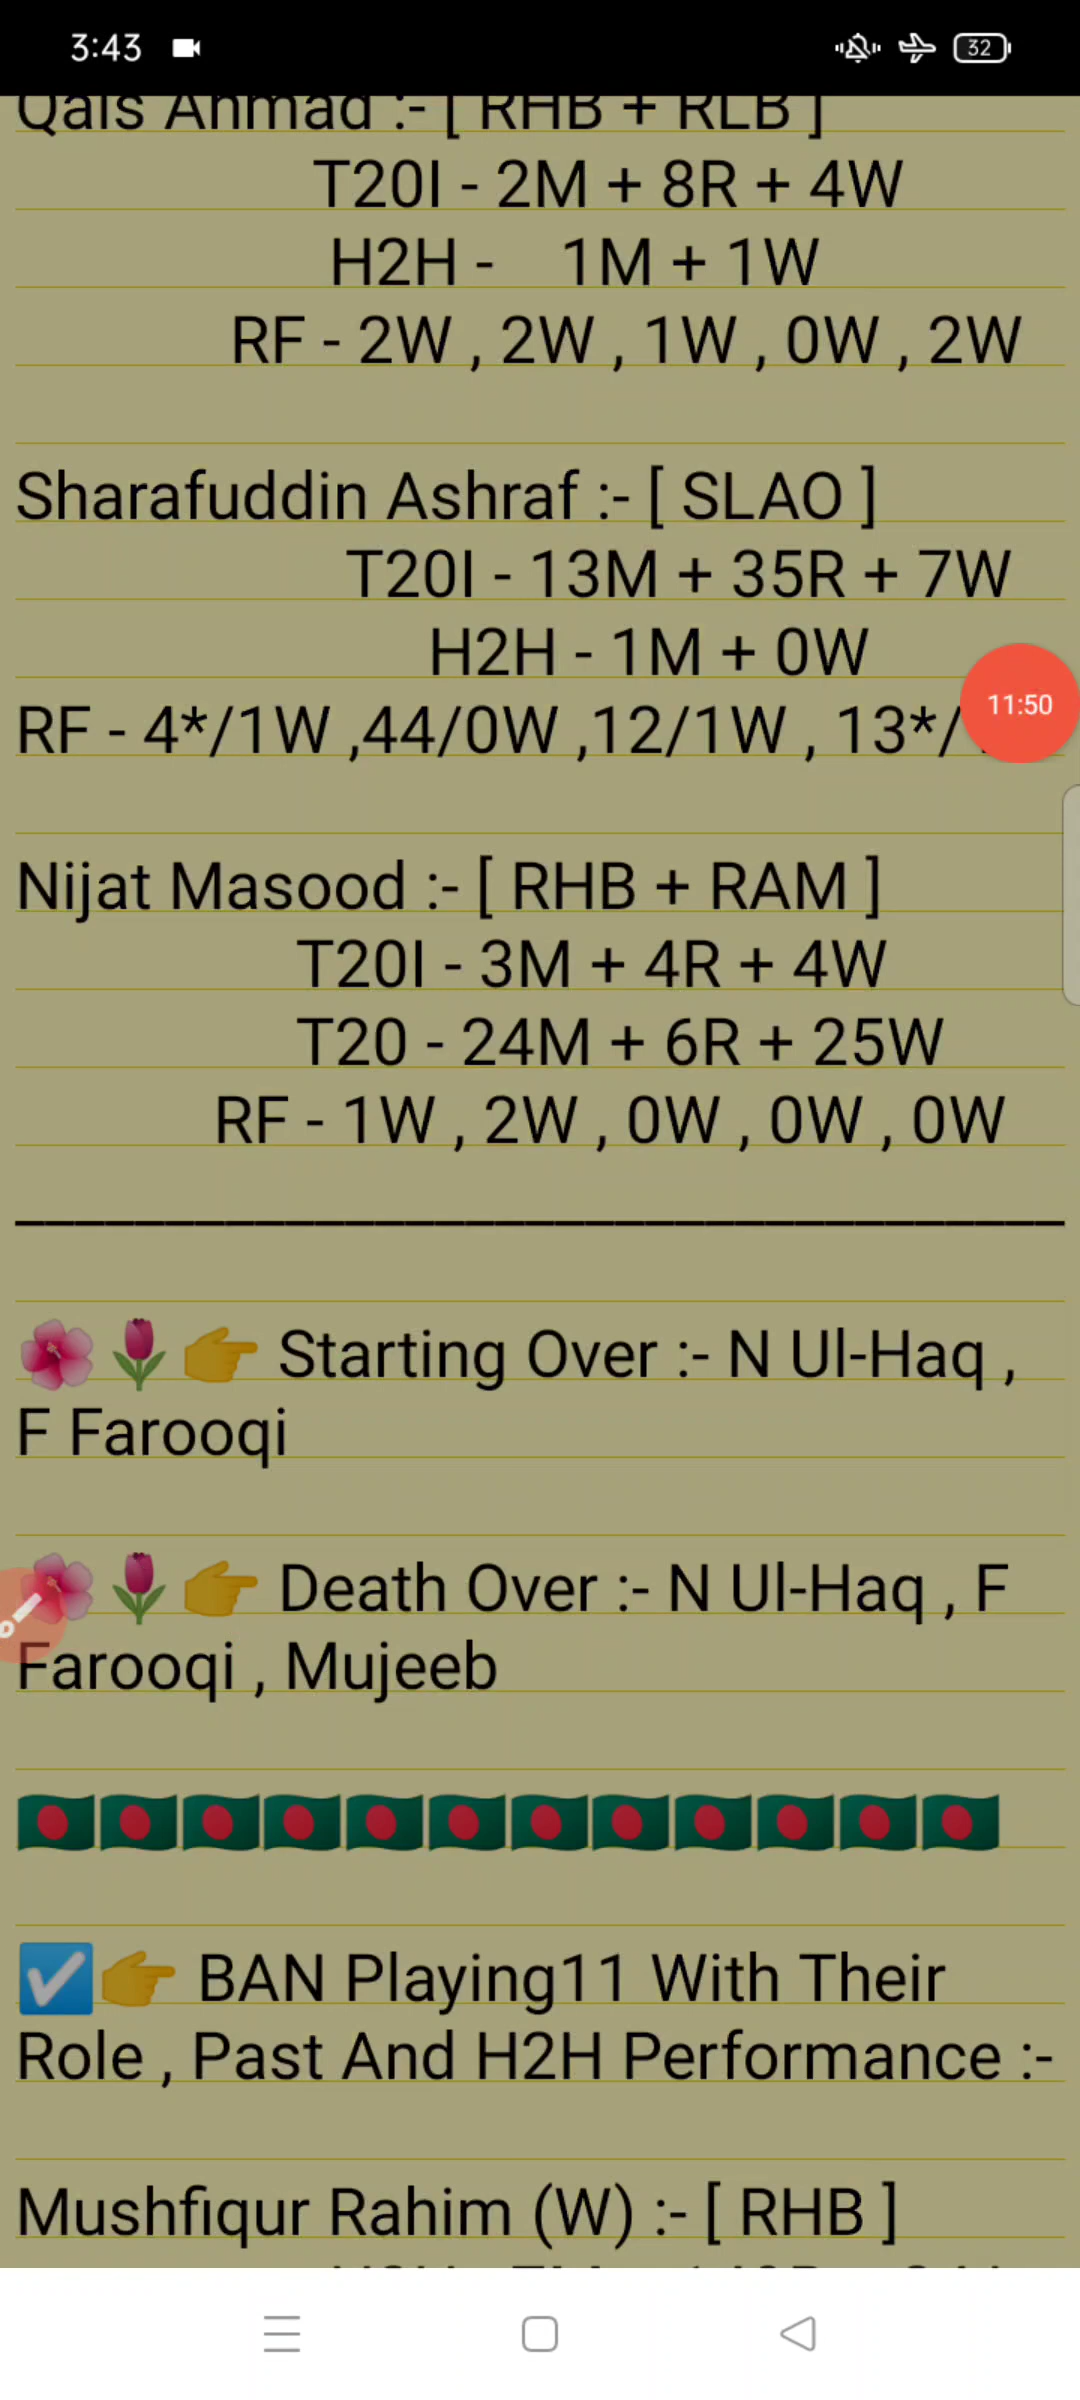 3:43
32
Qais Ahmad :- [ RHB + RLB ]
T20I - 2M + 8R + 4W
H2H - 1M + 1W
RF - 2W , 2W , 1W , 0W , 2W
Sharafuddin Ashraf :- [ SLAO ]
T20I - 13M + 35R + 7W
H2H - 1M + 0W
11:50
RF - 4*/1W ,44/0W ,12/1W , 13*/
Nijat Masood :- [ RHB + RAM ]
T20I - 3M + 4R + 4W
T20 - 24M + 6R + 25W
RF - 1W , 2W , 0W , 0W , 0W
🌺🌷👉 Starting Over :- N Ul-Haq ,
F Farooqi
🌺🌷👉 Death Over :- N Ul-Haq , F
Farooqi , Mujeeb
🇧🇩🇧🇩🇧🇩🇧🇩🇧🇩🇧🇩🇧🇩🇧🇩🇧🇩🇧🇩🇧🇩🇧🇩
☑️👉 BAN Playing11 With Their
Role , Past And H2H Performance :-
Mushfiqur Rahim (W) :- [ RHB ]